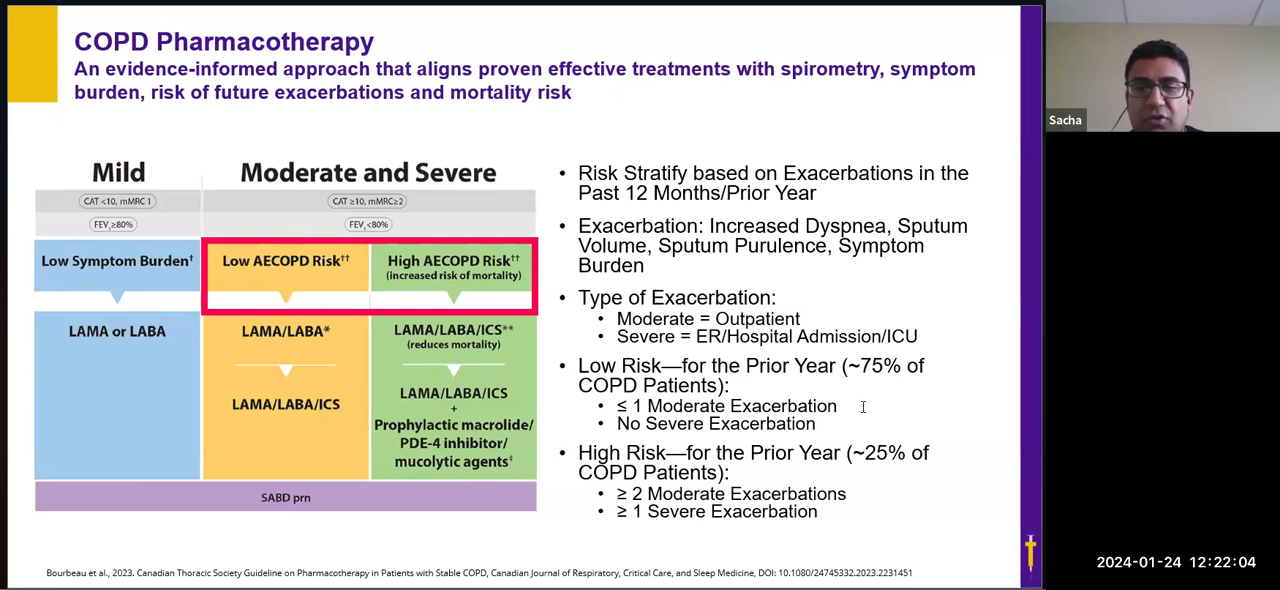 COPD Pharmacotherapy
An evidence-informed approach that aligns proven effective treatments with spirometry, symptom
burden, risk of future exacerbations and mortality risk
Sacha
Mild
Moderate and Severe
CAT <10, mMRC 1
CAT ≥10, mMRC≥2
FEV₁≥80%
FEV₁<80%
Low Symptom Burden†
Low AECOPD Risk††
High AECOPD Risk††
(increased risk of mortality)
LAMA or LABA
LAMA/LABA*
LAMA/LABA/ICS**
(reduces mortality)
LAMA/LABA/ICS
LAMA/LABA/ICS
+
Prophylactic macrolide/
PDE-4 inhibitor/
mucolytic agents‡
SABD prn
• Risk Stratify based on Exacerbations in the
Past 12 Months/Prior Year
• Exacerbation: Increased Dyspnea, Sputum
Volume, Sputum Purulence, Symptom
Burden
• Type of Exacerbation:
• Moderate = Outpatient
• Severe = ER/Hospital Admission/ICU
• Low Risk—for the Prior Year (~75% of
COPD Patients):
• ≤ 1 Moderate Exacerbation
• No Severe Exacerbation
• High Risk—for the Prior Year (~25% of
COPD Patients):
• ≥ 2 Moderate Exacerbations
• ≥ 1 Severe Exacerbation
Bourbeau et al., 2023. Canadian Thoracic Society Guideline on Pharmacotherapy in Patients with Stable COPD, Canadian Journal of Respiratory, Critical Care, and Sleep Medicine, DOI: 10.1080/24745332.2023.2231451
2024-01-24 12:22:04